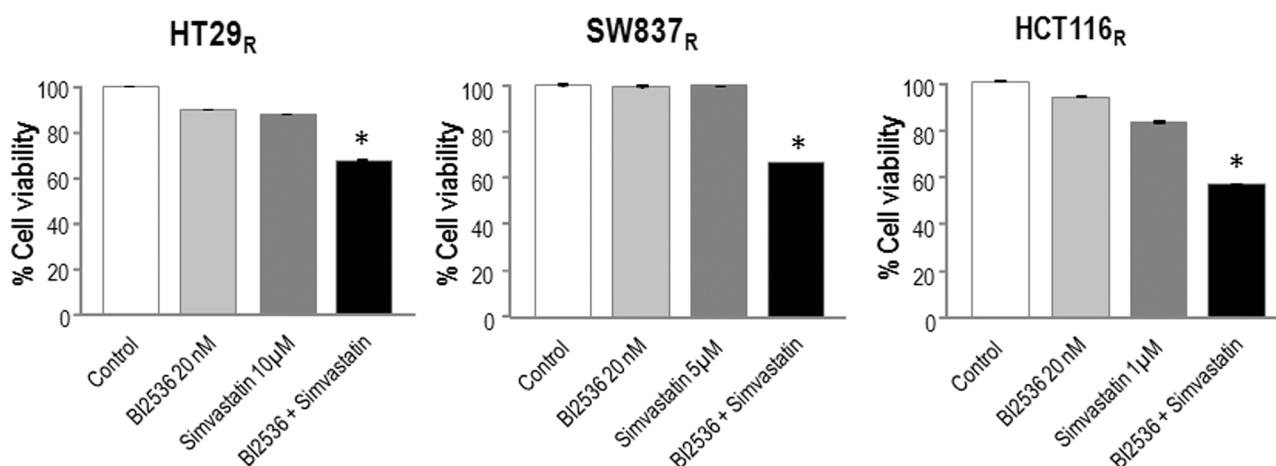 HT29R
% Cell viability
100
80
60
40
20
0
*
Control
BI2536 20 nM
Simvastatin 10µM
BI2536 + Simvastatin
SW837R
% Cell viability
100
80
60
40
20
0
*
Control
BI2536 20 nM
Simvastatin 5µM
BI2536 + Simvastatin
HCT116R
% Cell viability
100
80
60
40
20
0
*
Control
BI2536 20 nM
Simvastatin 1µM
BI2536 + Simvastatin